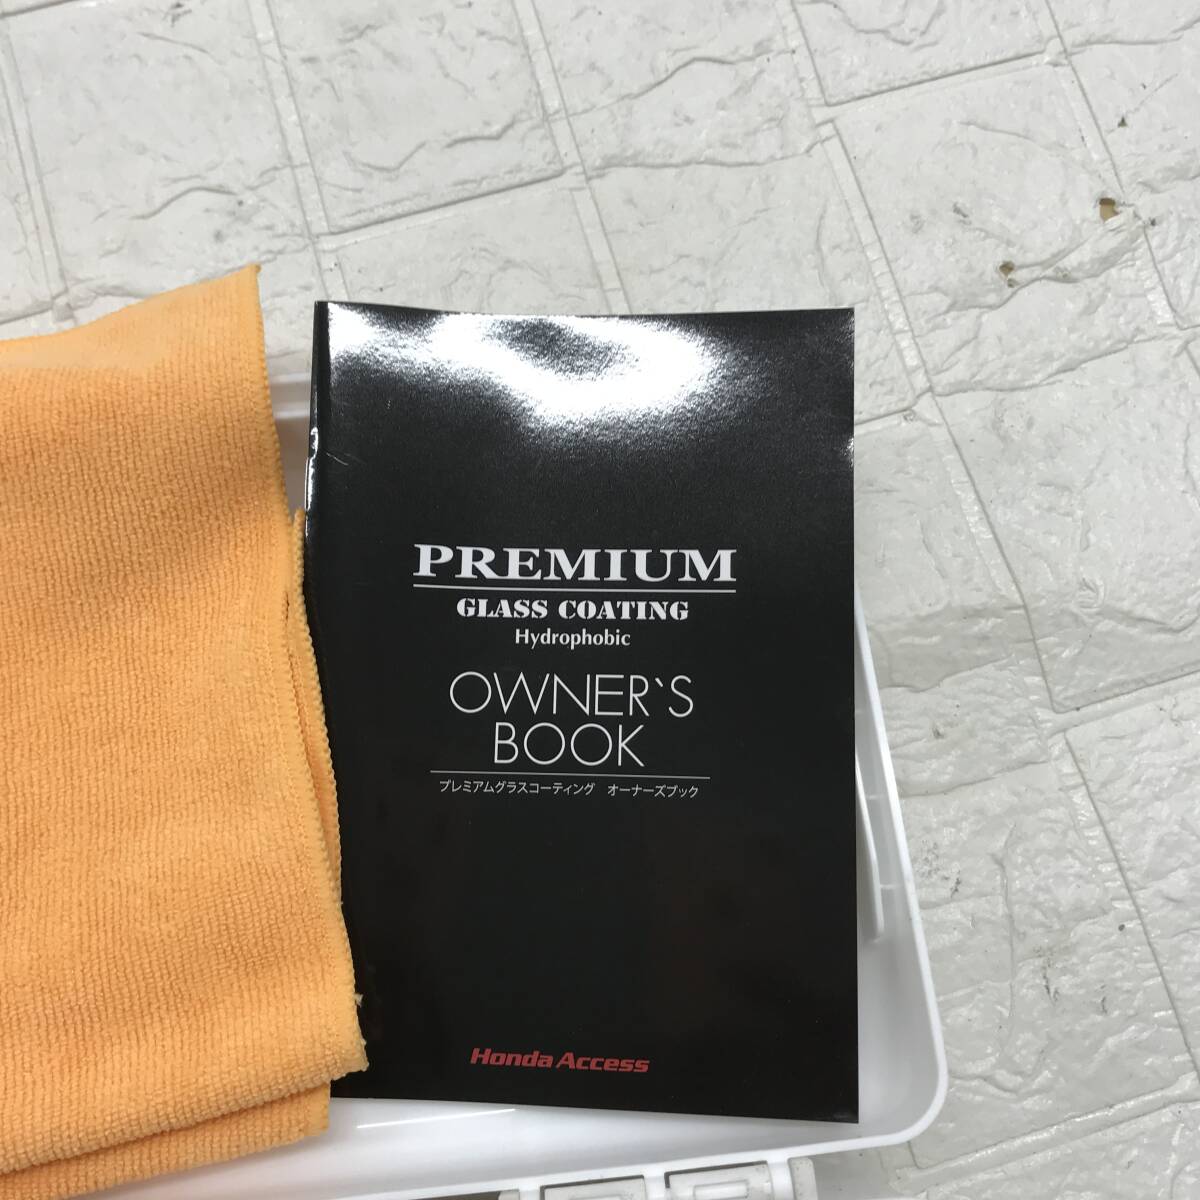 PREMIUM
GLASS COATING
Hydrophobic
OWNER`S
BOOK
プレミアムグラスコーティング オーナーズブック
Honda Access